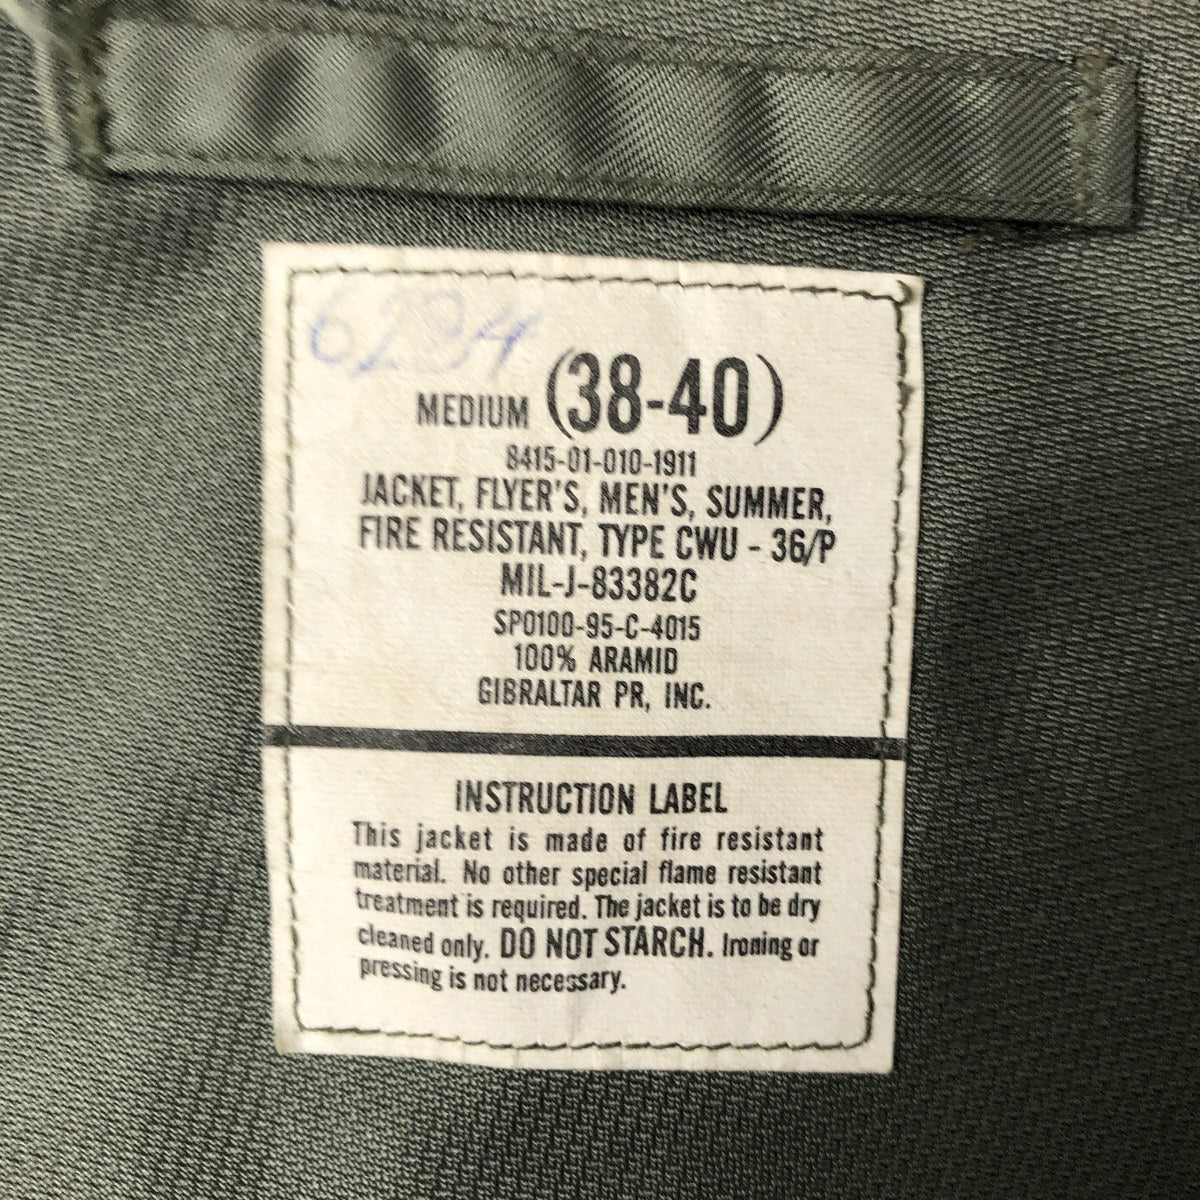 6234
MEDIUM (38-40)
8415-01-010-1911
JACKET, FLYER'S, MEN'S, SUMMER,
FIRE RESISTANT, TYPE CWU - 36/P
MIL-J-83382C
SP0100-95-C-4015
100% ARAMID
GIBRALTAR PR, INC.
INSTRUCTION LABEL
This jacket is made of fire resistant
material. No other special flame resistant
treatment is required. The jacket is to be dry
cleaned only. DO NOT STARCH. Ironing or
pressing is not necessary.